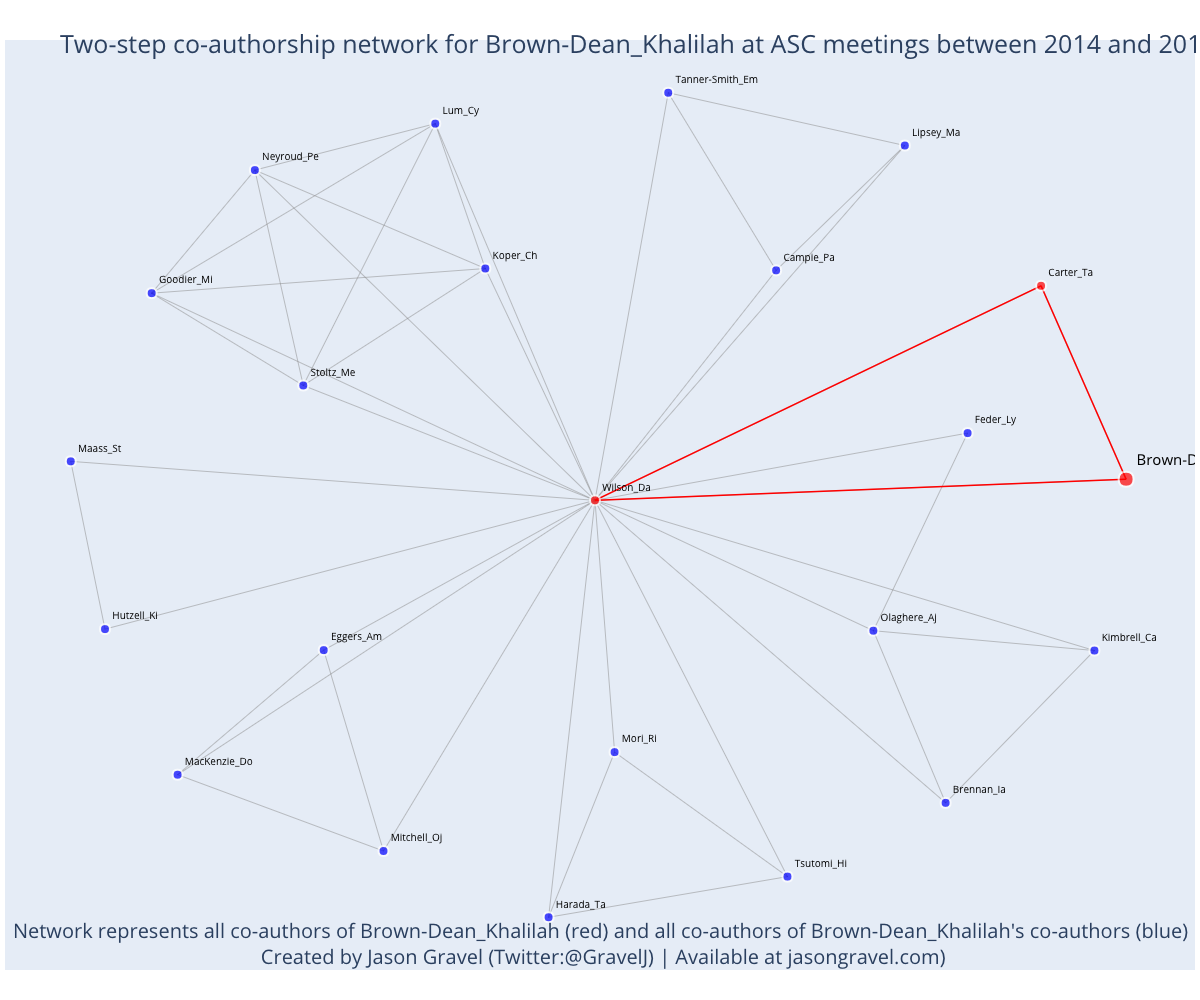 Two-step co-authorship network for Brown-Dean_Khalilah at ASC meetings between 2014 and 201
Tanner-Smith_Em
Lum_Cy
Lipsey_Ma
Neyroud_Pe
Koper_Ch
Campie_Pa
Carter_Ta
Goodier_Mi
Stoltz_Me
Feder_Ly
Maass_St
Brown-D
Wilson_Da
Hutzell_Ki
Olaghere_Aj
Eggers_Am
Kimbrell_Ca
Mori_Ri
MacKenzie_Do
Brennan_Ia
Mitchell_Oj
Tsutomi_Hi
Harada_Ta
Network represents all co-authors of Brown-Dean_Khalilah (red) and all co-authors of Brown-Dean_Khalilah's co-authors (blue)
Created by Jason Gravel (Twitter:@GravelJ) | Available at jasongravel.com)